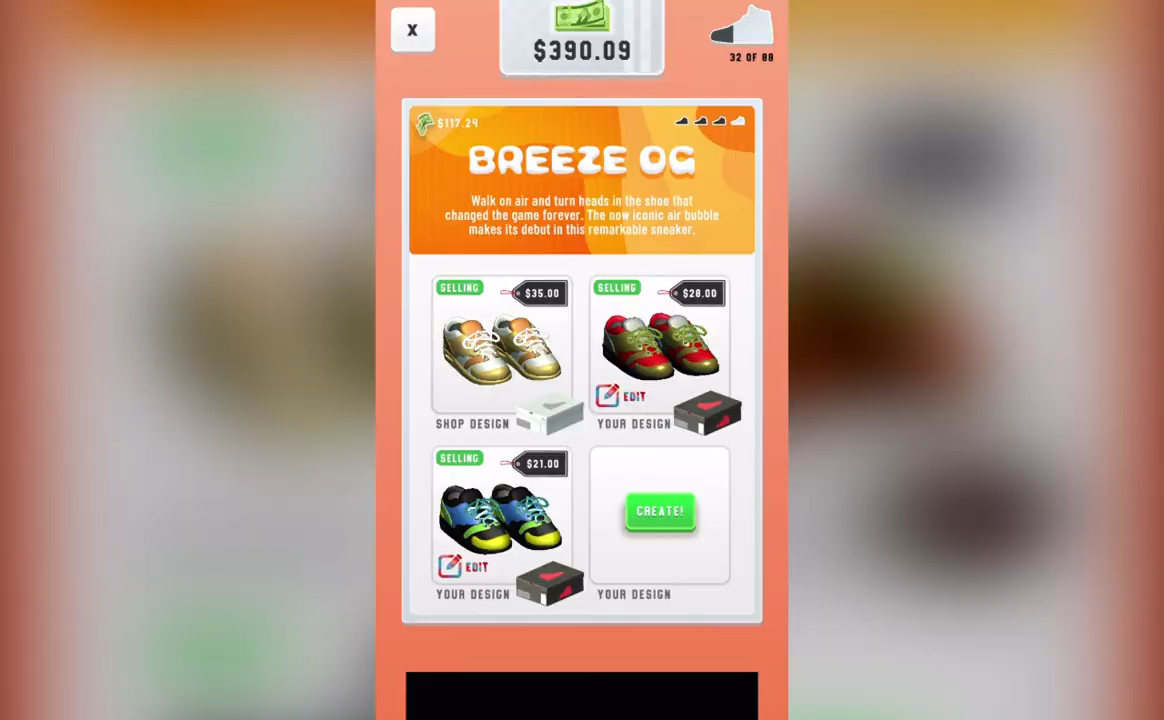 X
$390.09
32 OF 88
$117.24
BREEZE OG
Walk on air and turn heads in the shoe that
changed the game forever. The now iconic air bubble
makes its debut in this remarkable sneaker.
SELLING
$35.00
SELLING
$28.00
EDIT
SHOP DESIGN
YOUR DESIGN
SELLING
$21.00
CREATE!
EDIT
YOUR DESIGN
YOUR DESIGN